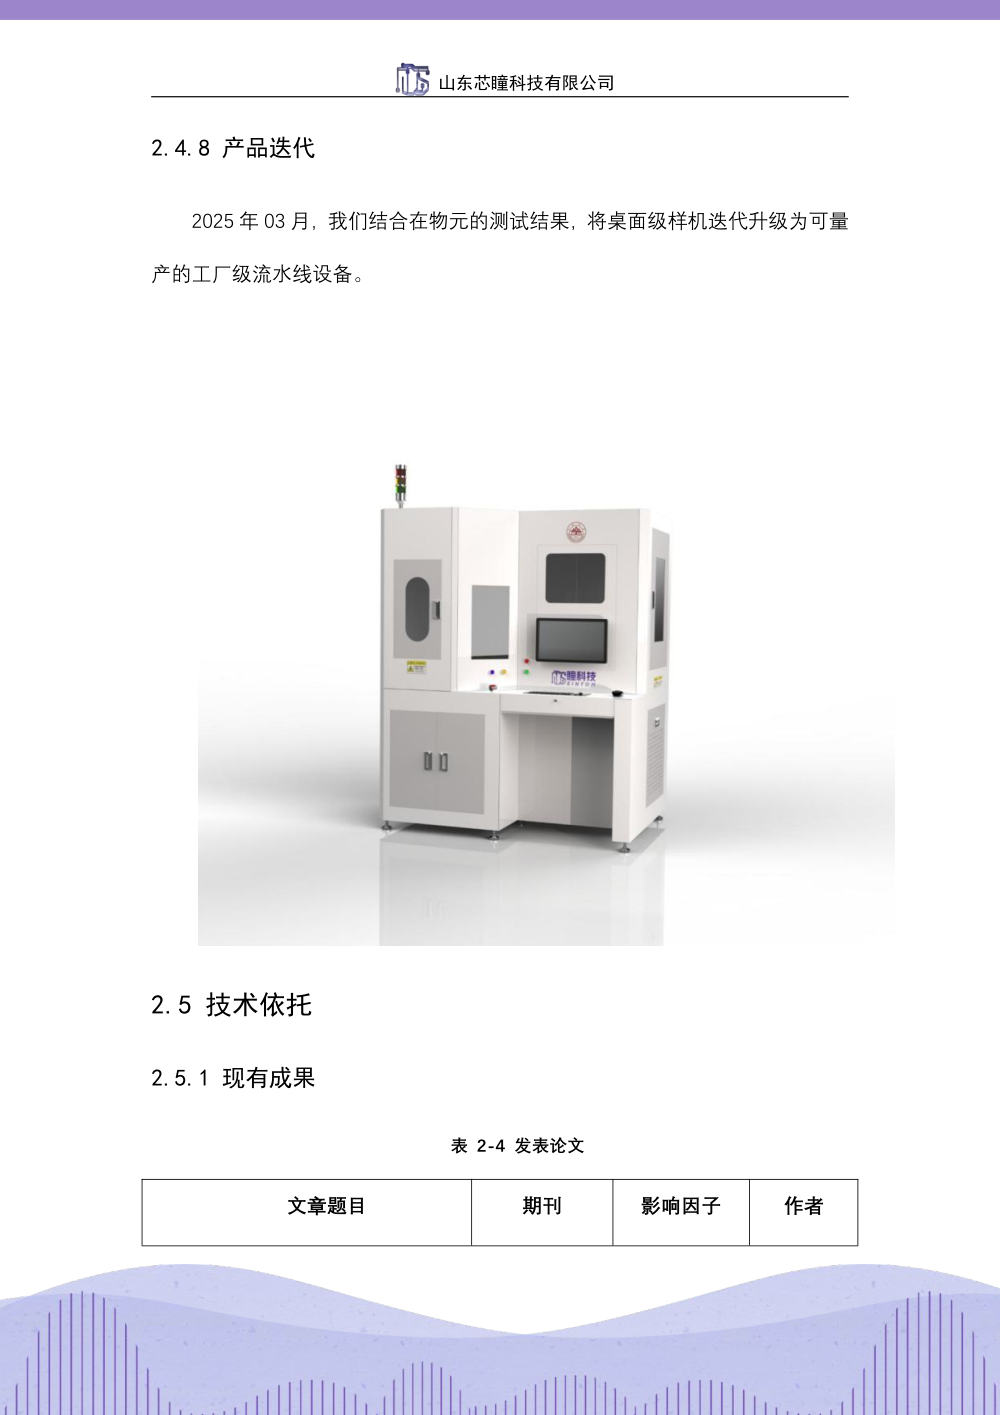 山东芯瞳科技有限公司
2.4.8 产品迭代
2025 年 03 月, 我们结合在物元的测试结果, 将桌面级样机迭代升级为可量
产的工厂级流水线设备。
瞳科技
2.5 技术依托
2.5.1 现有成果
表 2-4 发表论文
文章题目 期刊 影响因子 作者